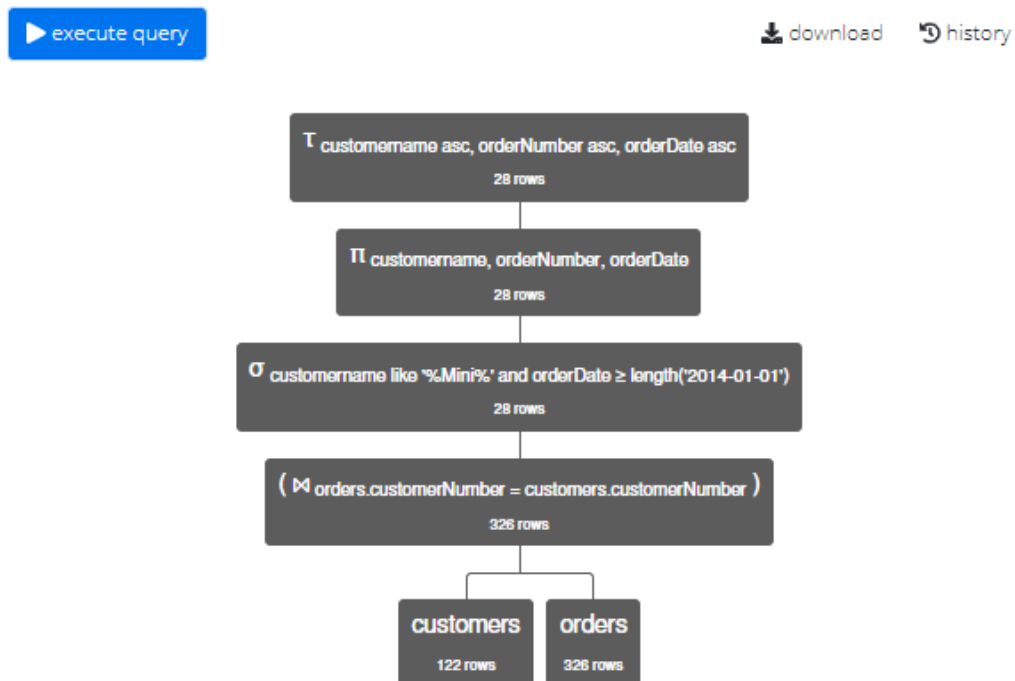 execute query
download
history
τ customername asc, orderNumber asc, orderDate asc
28 rows
π customername, orderNumber, orderDate
28 rows
σ customername like '%Mini%' and orderDate ≥ length('2014-01-01')
28 rows
( ⋈ orders.customerNumber = customers.customerNumber )
326 rows
customers
122 rows
orders
326 rows